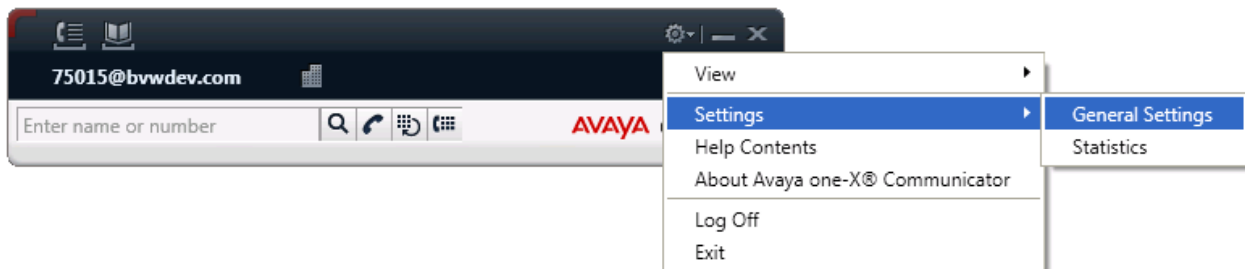 75015@bvwdev.com
Enter name or number
AVAYA
View
Settings
Help Contents
About Avaya one-X® Communicator
Log Off
Exit
General Settings
Statistics